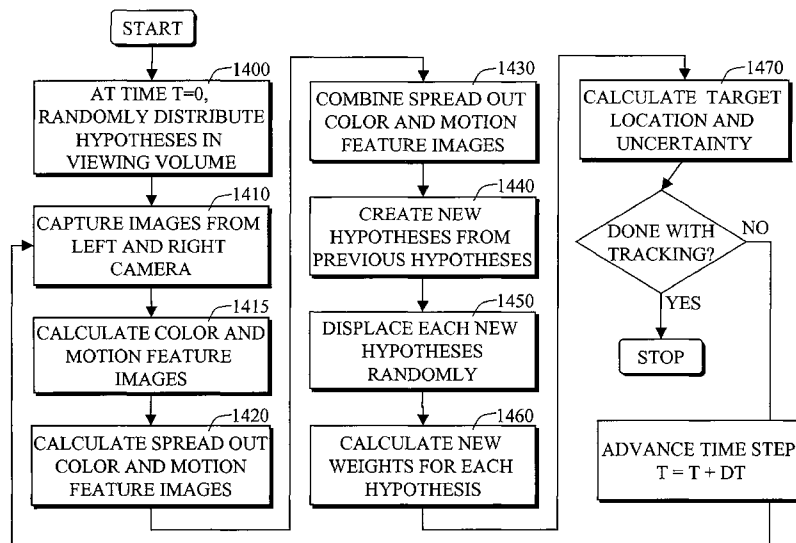 START
1400
AT TIME T=0,
RANDOMLY DISTRIBUTE
HYPOTHESES IN
VIEWING VOLUME
1410
CAPTURE IMAGES FROM
LEFT AND RIGHT
CAMERA
1415
CALCULATE COLOR AND
MOTION FEATURE
IMAGES
1420
CALCULATE SPREAD OUT
COLOR AND MOTION
FEATURE IMAGES
1430
COMBINE SPREAD OUT
COLOR AND MOTION
FEATURE IMAGES
1440
CREATE NEW
HYPOTHESES FROM
PREVIOUS HYPOTHESES
1450
DISPLACE EACH NEW
HYPOTHESES
RANDOMLY
1460
CALCULATE NEW
WEIGHTS FOR EACH
HYPOTHESIS
1470
CALCULATE TARGET
LOCATION AND
UNCERTAINTY
DONE WITH
TRACKING?
NO
YES
STOP
ADVANCE TIME STEP
T = T + DT